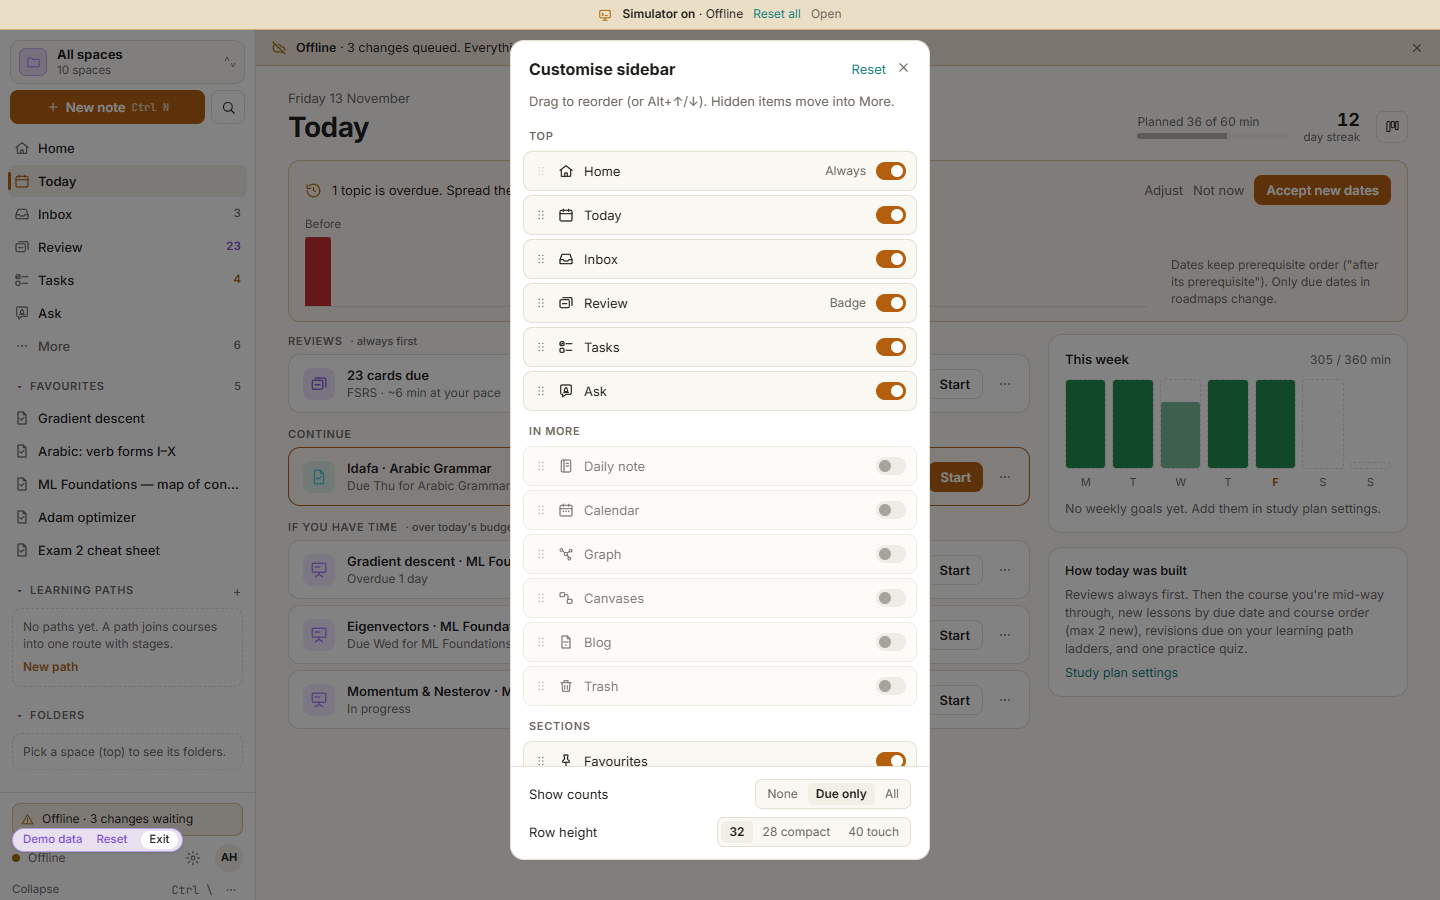 Simulator on · Offline Reset all Open
All spaces
10 spaces
New note Ctrl N
Home
Today
Inbox 3
Review 23
Tasks 4
Ask
More 6
FAVOURITES 5
Gradient descent
Arabic: verb forms I–X
ML Foundations — map of con...
Adam optimizer
Exam 2 cheat sheet
LEARNING PATHS +
No paths yet. A path joins courses
into one route with stages.
New path
FOLDERS
Pick a space (top) to see its folders.
Offline · 3 changes waiting
Demo data Reset Exit
Offline AH
Collapse Ctrl \ ...
Offline · 3 changes queued. Everythi
Friday 13 November
Today
Planned 36 of 60 min
12
day streak
1 topic is overdue. Spread the
Adjust Not now Accept new dates
Before
Dates keep prerequisite order ("after
its prerequisite"). Only due dates in
roadmaps change.
REVIEWS · always first
23 cards due
FSRS · ~6 min at your pace
Start ...
CONTINUE
Idafa · Arabic Grammar
Due Thu for Arabic Grammar
Start ...
IF YOU HAVE TIME · over today's budge
Gradient descent · ML Fou
Overdue 1 day
Start ...
Eigenvectors · ML Founda
Due Wed for ML Foundations
Start ...
Momentum & Nesterov · M
In progress
Start ...
This week 305 / 360 min
M T W T F S S
No weekly goals yet. Add them in study plan settings.
How today was built
Reviews always first. Then the course you're mid-way
through, new lessons by due date and course order
(max 2 new), revisions due on your learning path
ladders, and one practice quiz.
Study plan settings
Customise sidebar Reset
Drag to reorder (or Alt+↑/↓). Hidden items move into More.
TOP
Home Always
Today
Inbox
Review Badge
Tasks
Ask
IN MORE
Daily note
Calendar
Graph
Canvases
Blog
Trash
SECTIONS
Favourites
Show counts None Due only All
Row height 32 28 compact 40 touch